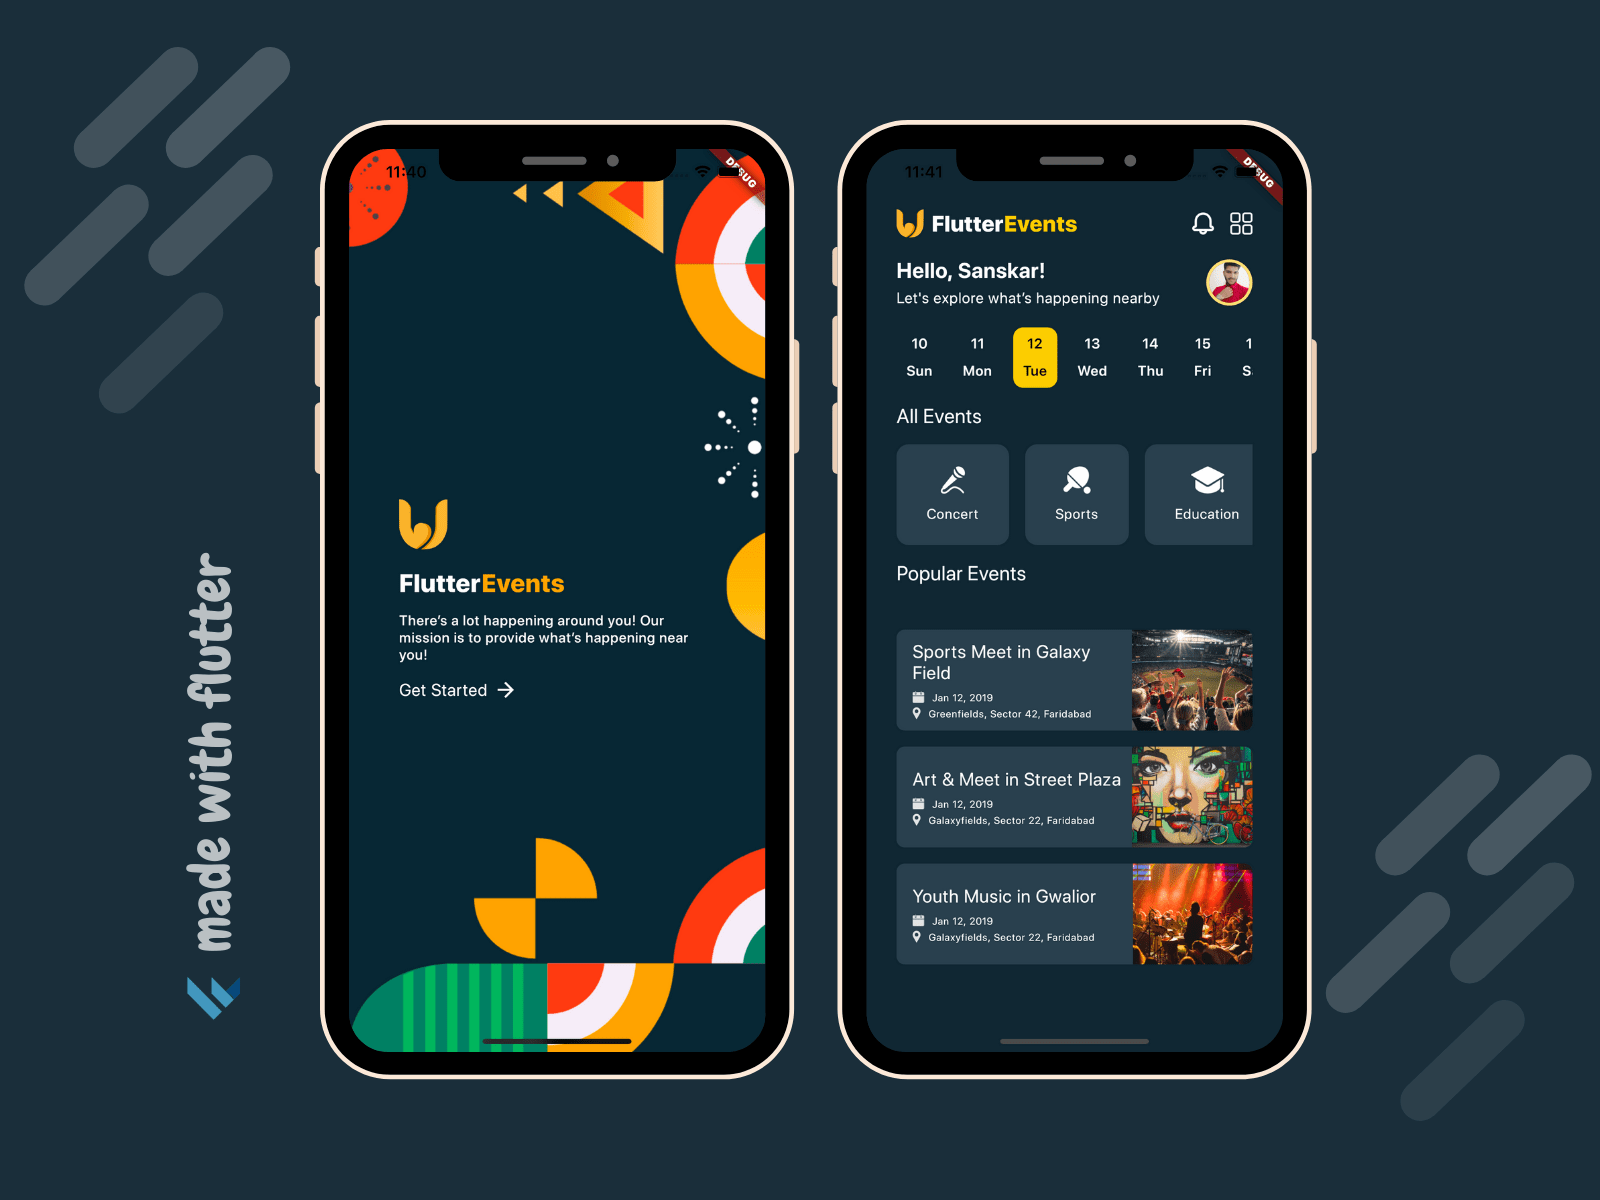 made with flutter
11:40
DEBUG
FlutterEvents
There's a lot happening around you! Our
mission is to provide what's happening near
you!
Get Started
11:41
DEBUG
FlutterEvents
Hello, Sanskar!
Let's explore what's happening nearby
10 11 12 13 14 15 1
Sun Mon Tue Wed Thu Fri S
All Events
Concert Sports Education
Popular Events
Sports Meet in Galaxy
Field
Jan 12, 2019
Greenfields, Sector 42, Faridabad
Art & Meet in Street Plaza
Jan 12, 2019
Galaxyfields, Sector 22, Faridabad
Youth Music in Gwalior
Jan 12, 2019
Galaxyfields, Sector 22, Faridabad